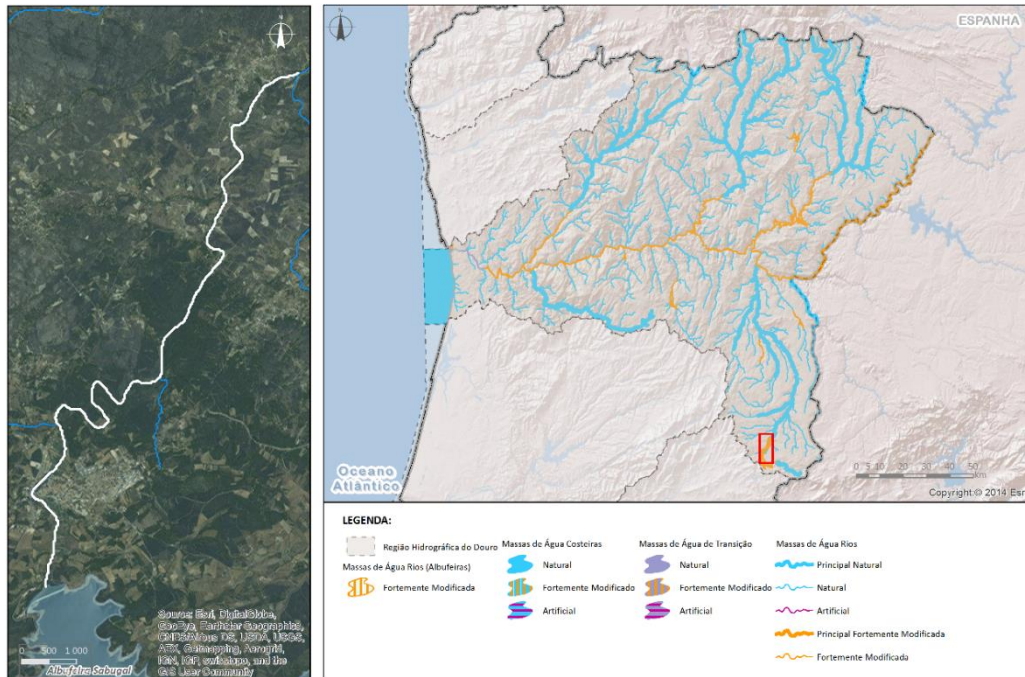 N
Source: Esri, DigitalGlobe,
GeoEye, Earthstar Geographics,
CNES/Airbus DS, USDA, USGS,
AEX, Getmapping, Aerogrid,
IGN, IGP, swisstopo, and the
GIS User Community
0 500 1 000
Albufeira Sabugal
N
ESPANHA
Oceano
Atlântico
0 5 10 20 30 40 50
km
Copyright:© 2014 Esri
LEGENDA:
Região Hidrográfica do Douro
Massas de Água Rios (Albufeiras)
Fortemente Modificada
Massas de Água Costeiras
Natural
Fortemente Modificado
Artificial
Massas de Água de Transição
Natural
Fortemente Modificado
Artificial
Massas de Água Rios
Principal Natural
Natural
Artificial
Principal Fortemente Modificada
Fortemente Modificada